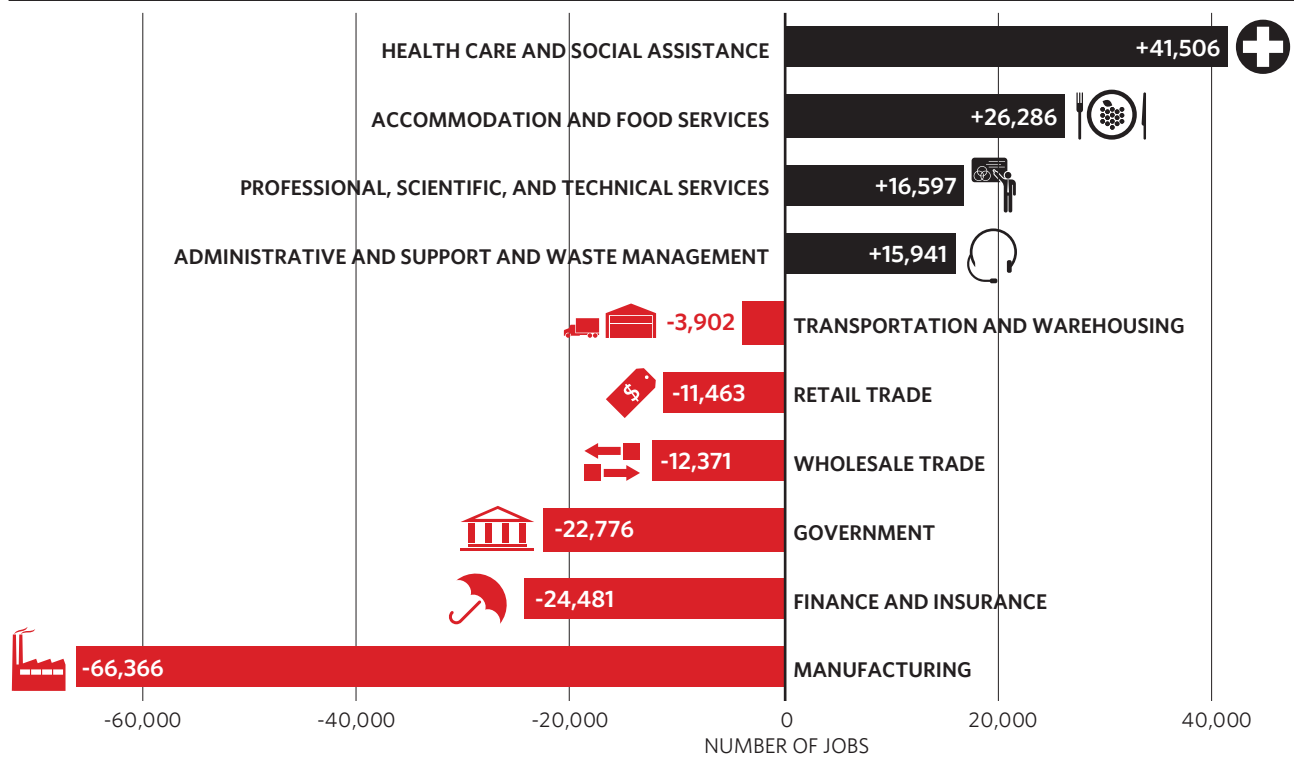 HEALTH CARE AND SOCIAL ASSISTANCE +41,506
ACCOMMODATION AND FOOD SERVICES +26,286
PROFESSIONAL, SCIENTIFIC, AND TECHNICAL SERVICES +16,597
ADMINISTRATIVE AND SUPPORT AND WASTE MANAGEMENT +15,941
-3,902 TRANSPORTATION AND WAREHOUSING
$ -11,463 RETAIL TRADE
-12,371 WHOLESALE TRADE
-22,776 GOVERNMENT
-24,481 FINANCE AND INSURANCE
-66,366 MANUFACTURING
-60,000 -40,000 -20,000 0 20,000 40,000
NUMBER OF JOBS